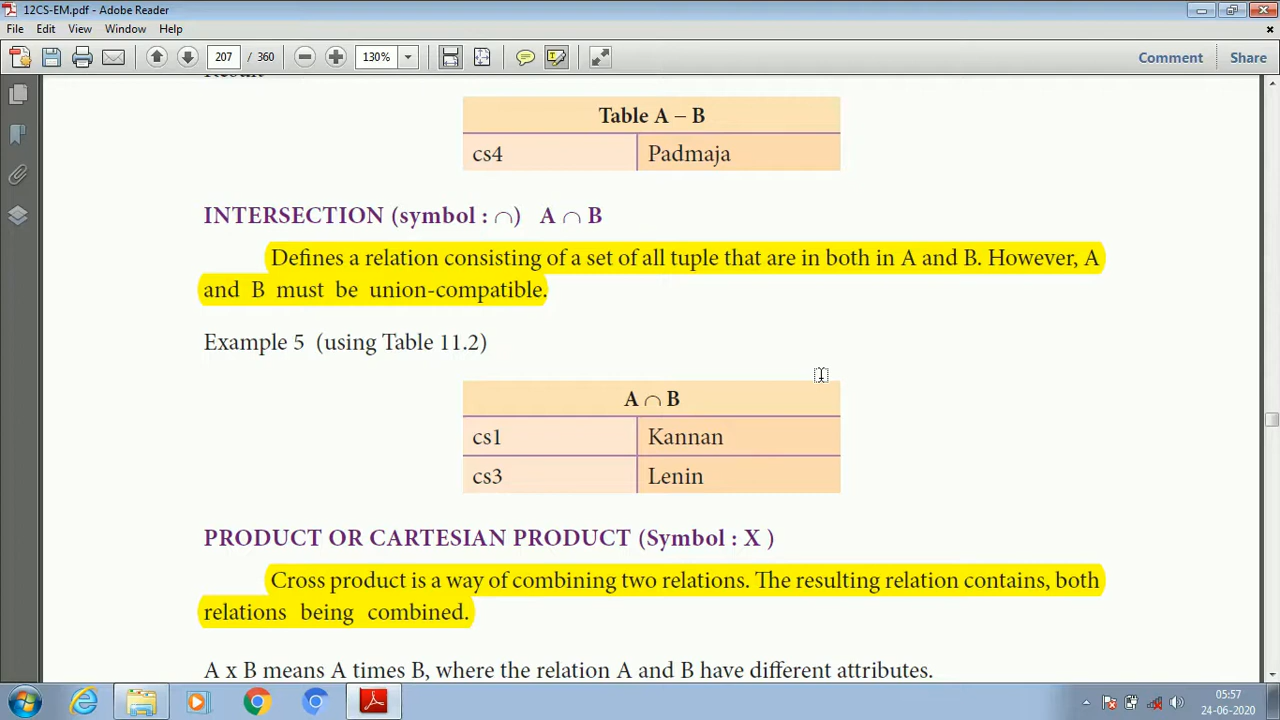 12CS-EM.pdf - Adobe Reader
File Edit View Window Help
207 / 360 130% Comment Share
Result
Table A – B
cs4 Padmaja
INTERSECTION (symbol : ∩) A ∩ B
Defines a relation consisting of a set of all tuple that are in both in A and B. However, A
and B must be union-compatible.
Example 5 (using Table 11.2)
A ∩ B
cs1 Kannan
cs3 Lenin
PRODUCT OR CARTESIAN PRODUCT (Symbol : X )
Cross product is a way of combining two relations. The resulting relation contains, both
relations being combined.
A x B means A times B, where the relation A and B have different attributes.
05:57
24-06-2020